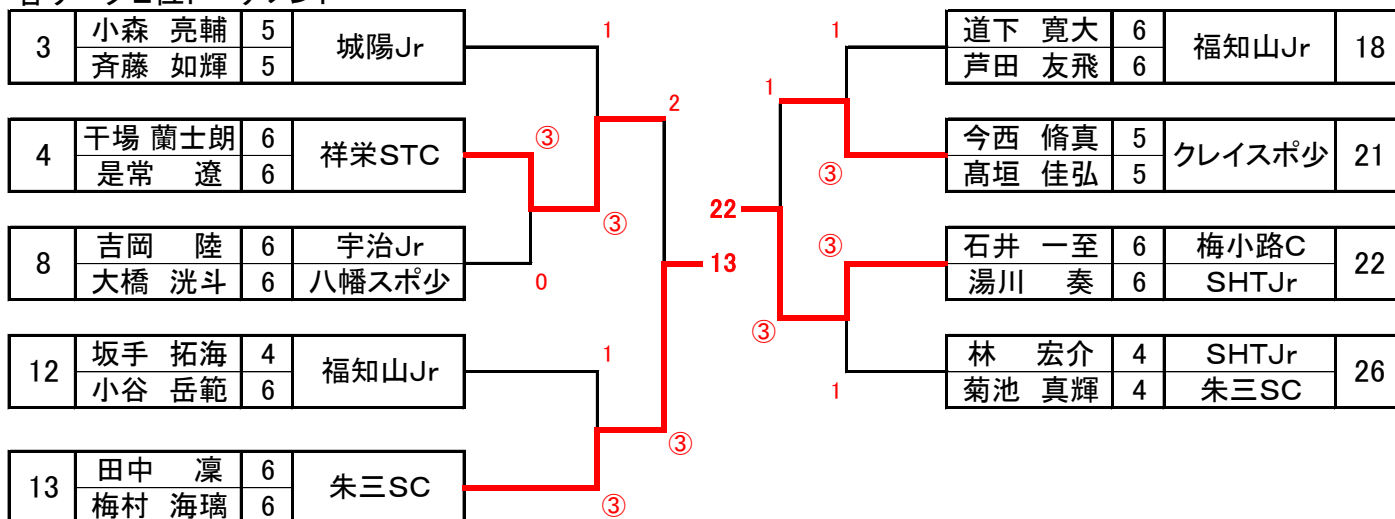 3 小森 亮輔 5 城陽Jr
斉藤 如輝 5
4 干場 蘭士朗 6 祥栄STC
是常 遼 6
8 吉岡 陸 6 宇治Jr
大橋 洸斗 6 八幡スポ少
12 坂手 拓海 4 福知山Jr
小谷 岳範 6
13 田中 凜 6 朱三SC
梅村 海璃 6
1
2
③
③
0
1
③
③
22
13
1
1
③
③
③
1
道下 寛大 6 福知山Jr 18
芦田 友飛 6
今西 脩真 5 クレイスポ少 21
髙垣 佳弘 5
石井 一至 6 梅小路C 22
湯川 奏 6 SHTJr
林 宏介 4 SHTJr 26
菊池 真輝 4 朱三SC